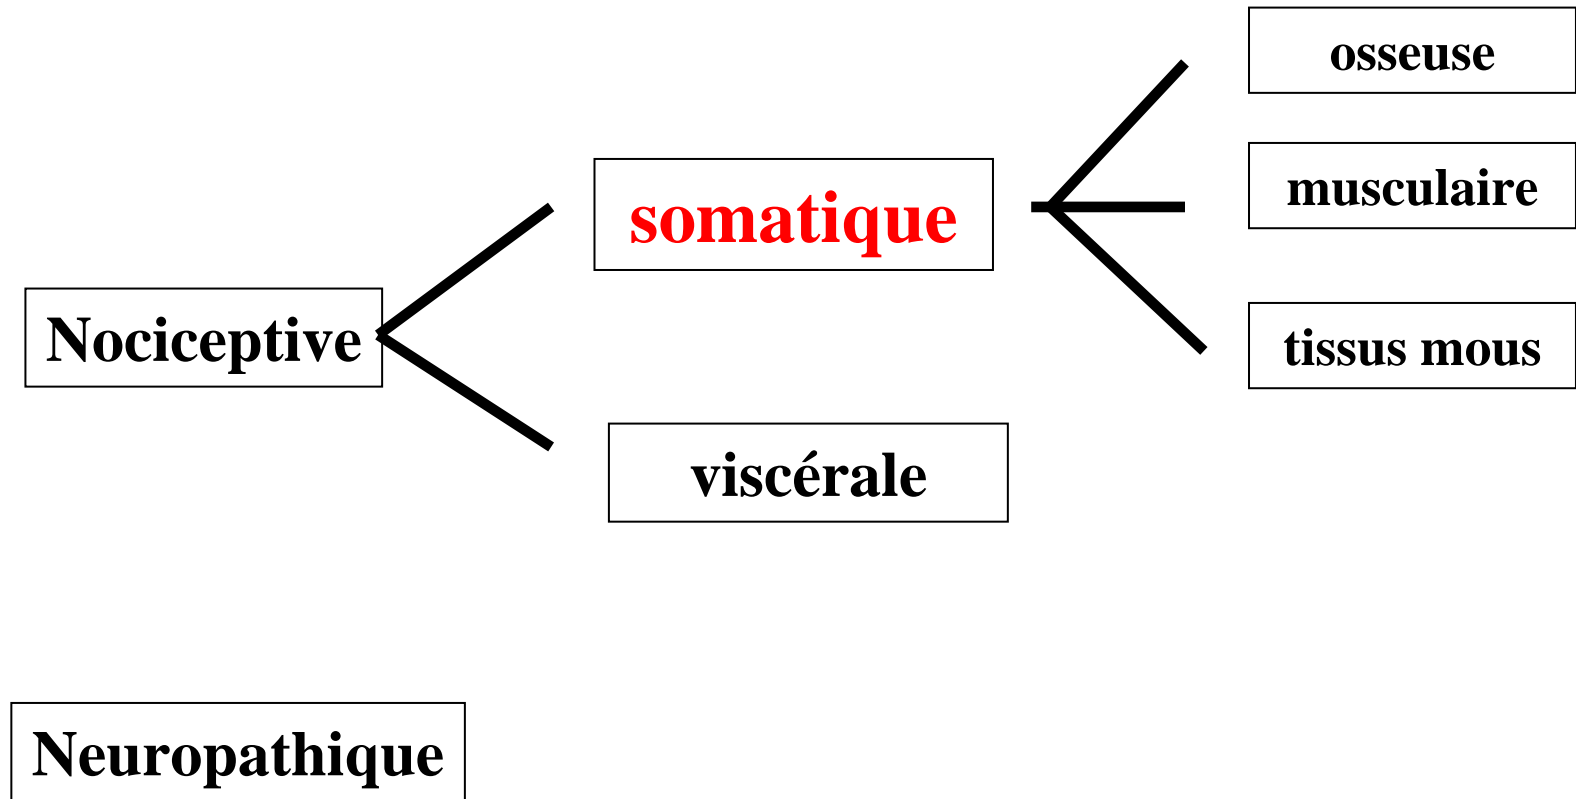 osseuse
somatique
musculaire
Nociceptive
tissus mous
viscérale
Neuropathique